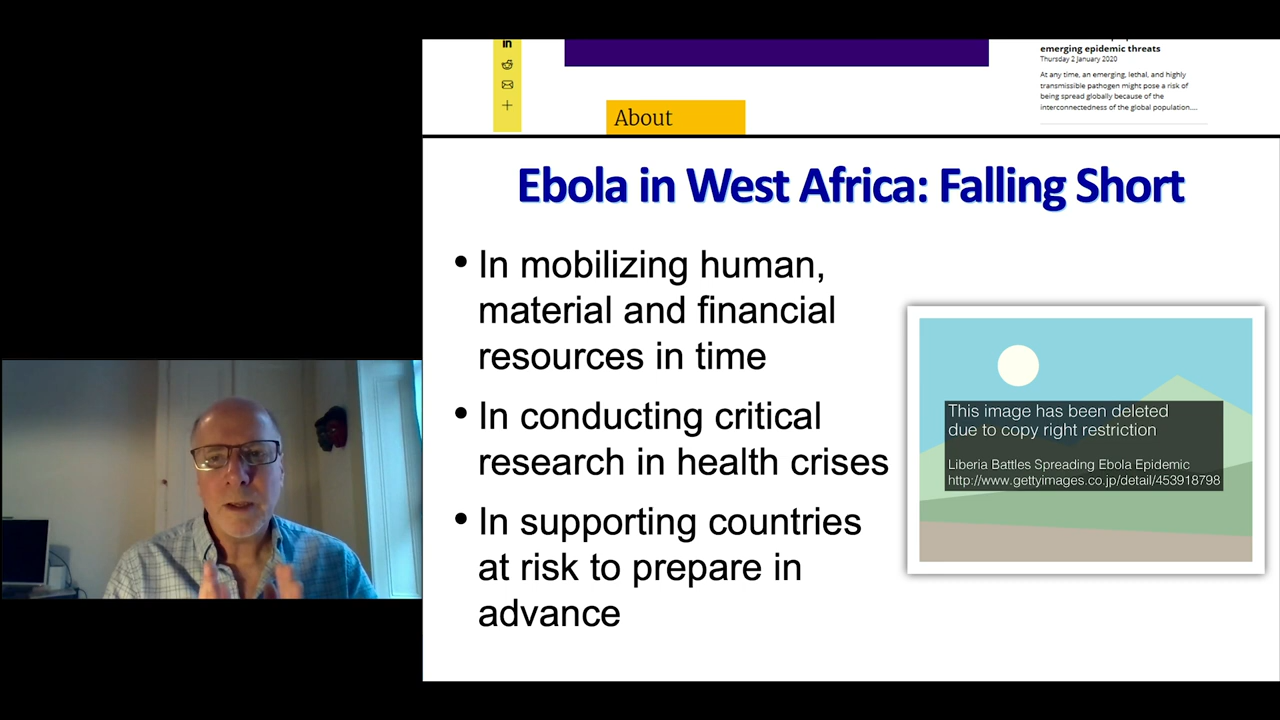 in
emerging epidemic threats
Thursday 2 January 2020
At any time, an emerging, lethal, and highly
transmissible pathogen might pose a risk of
being spread globally because of the
interconnectedness of the global population....
About
Ebola in West Africa: Falling Short
• In mobilizing human,
material and financial
resources in time
• In conducting critical
research in health crises
• In supporting countries
at risk to prepare in
advance
This image has been deleted
due to copy right restriction
Liberia Battles Spreading Ebola Epidemic
http://www.gettyimages.co.jp/detail/453918798